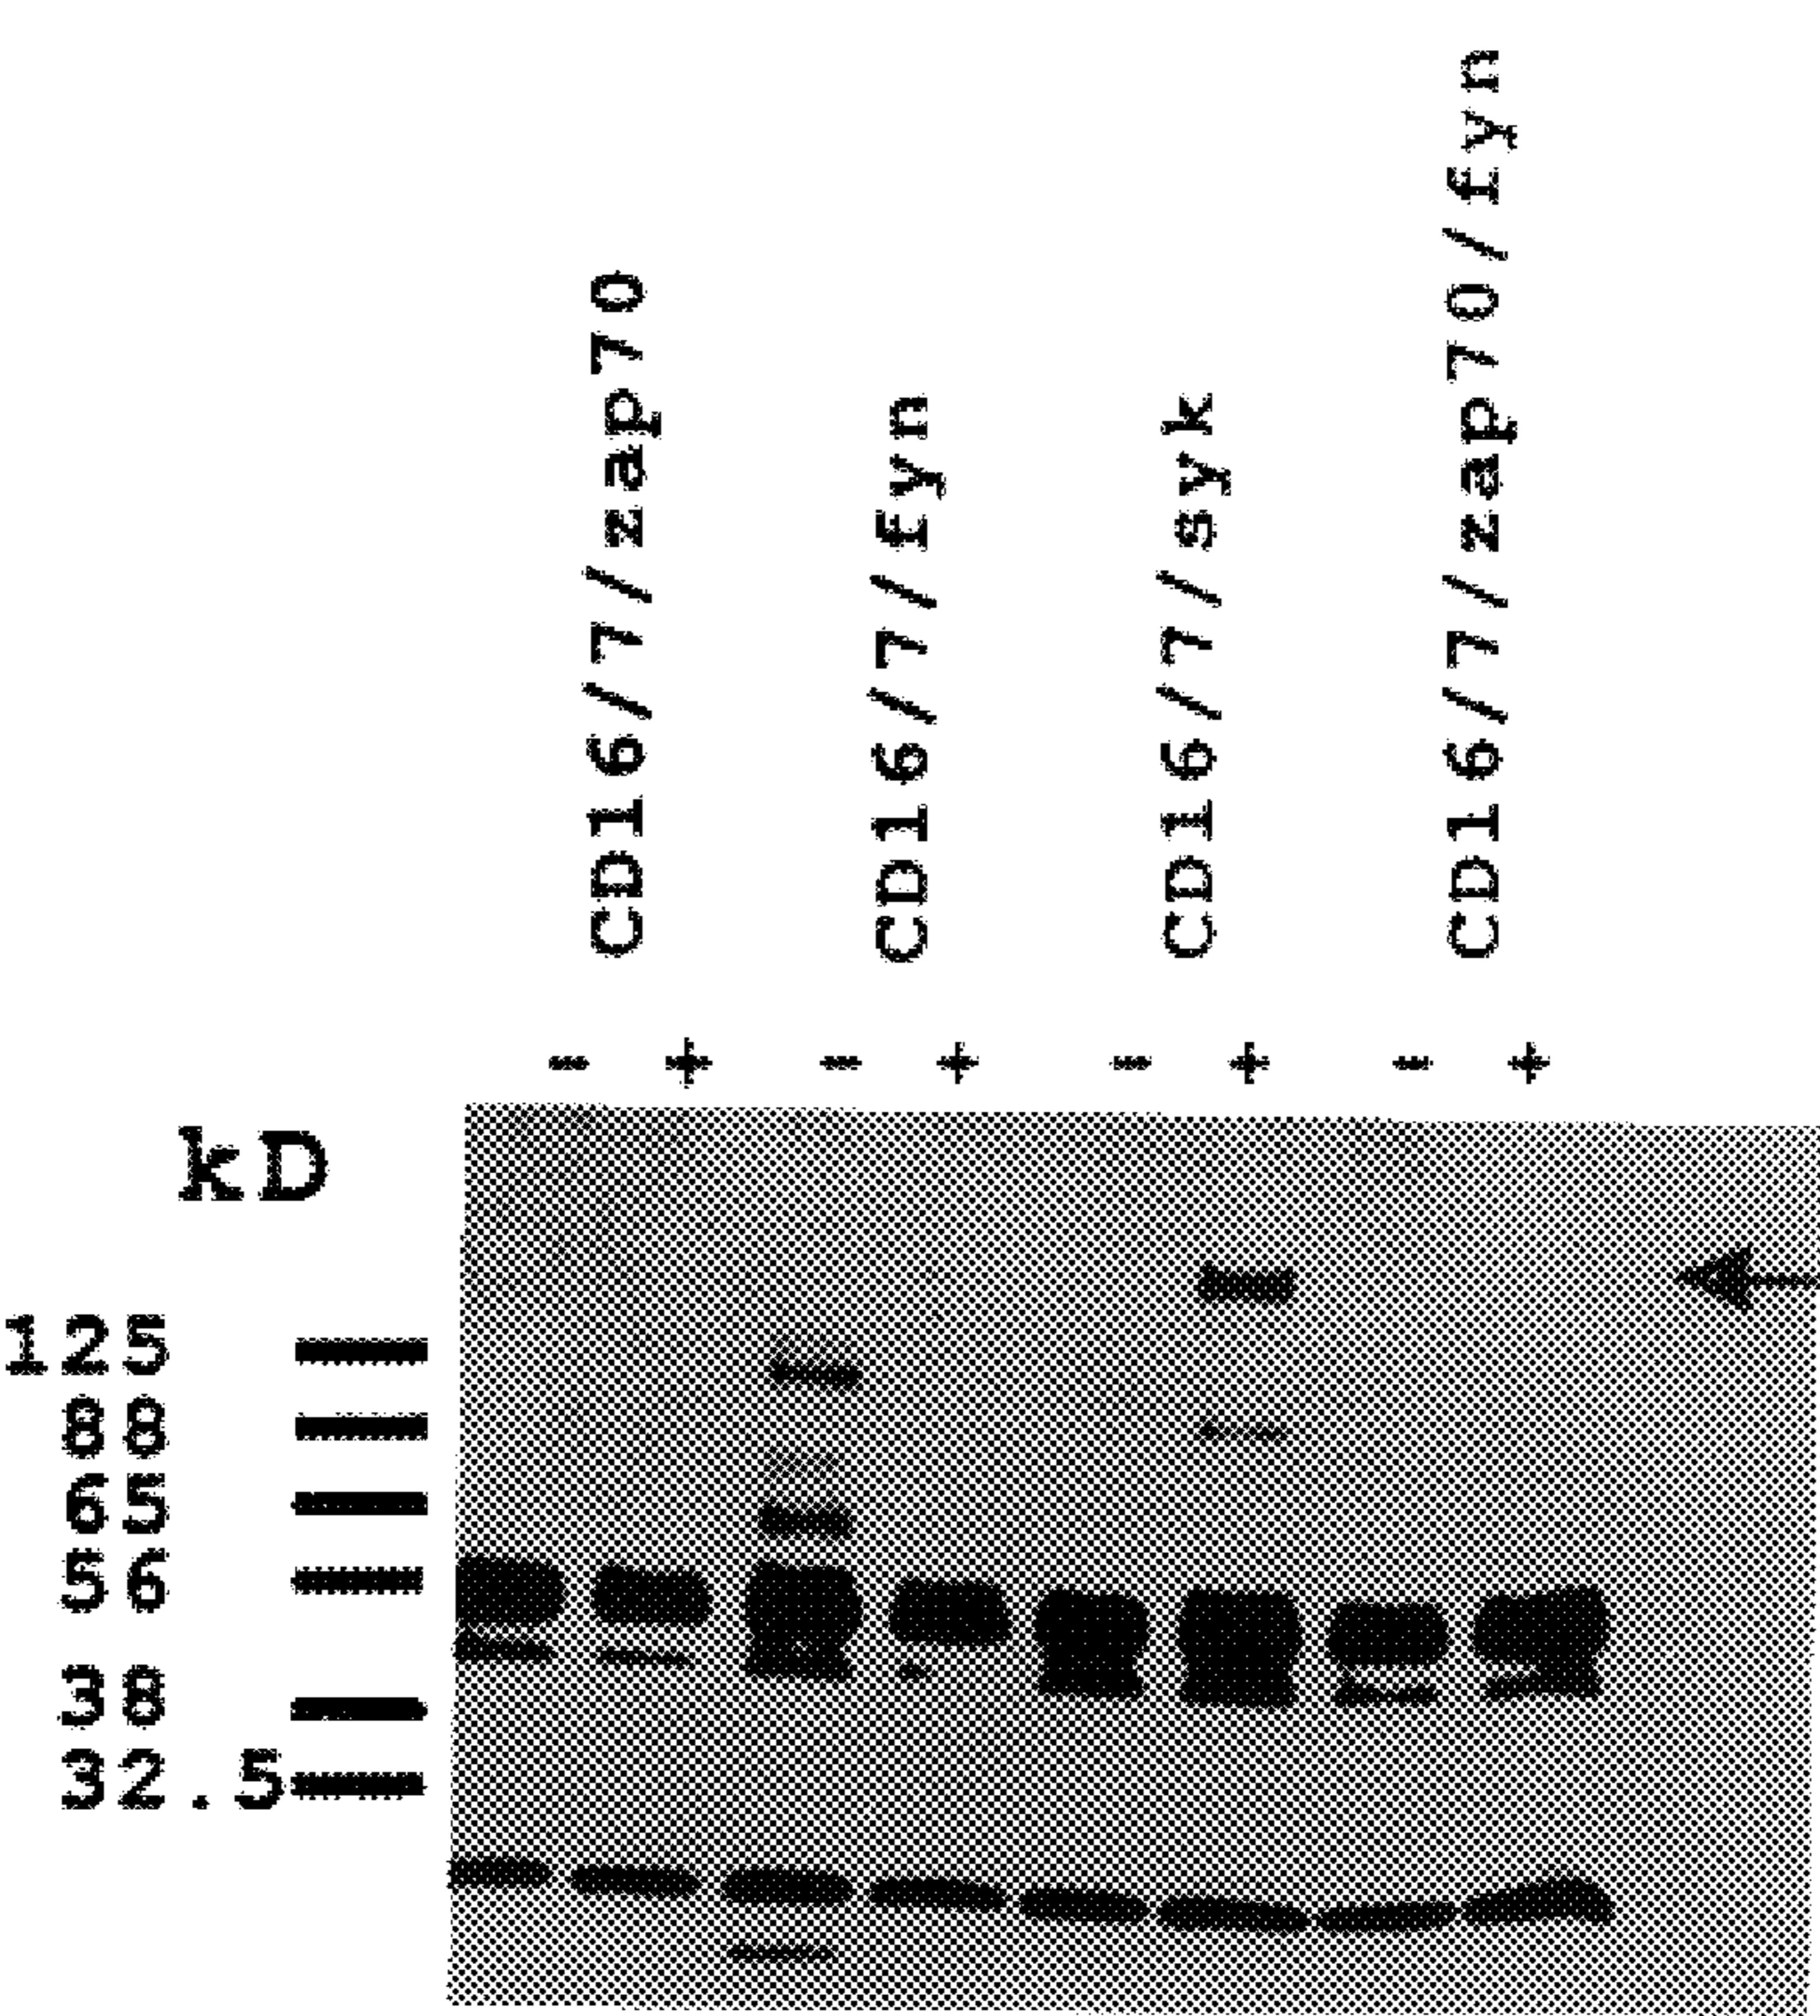 CD16/7/zap70
CD16/7/fyn
CD16/7/syk
CD16/7/zap70/fyn
- + - + - + - +
kD
125
88
65
56
38
32.5